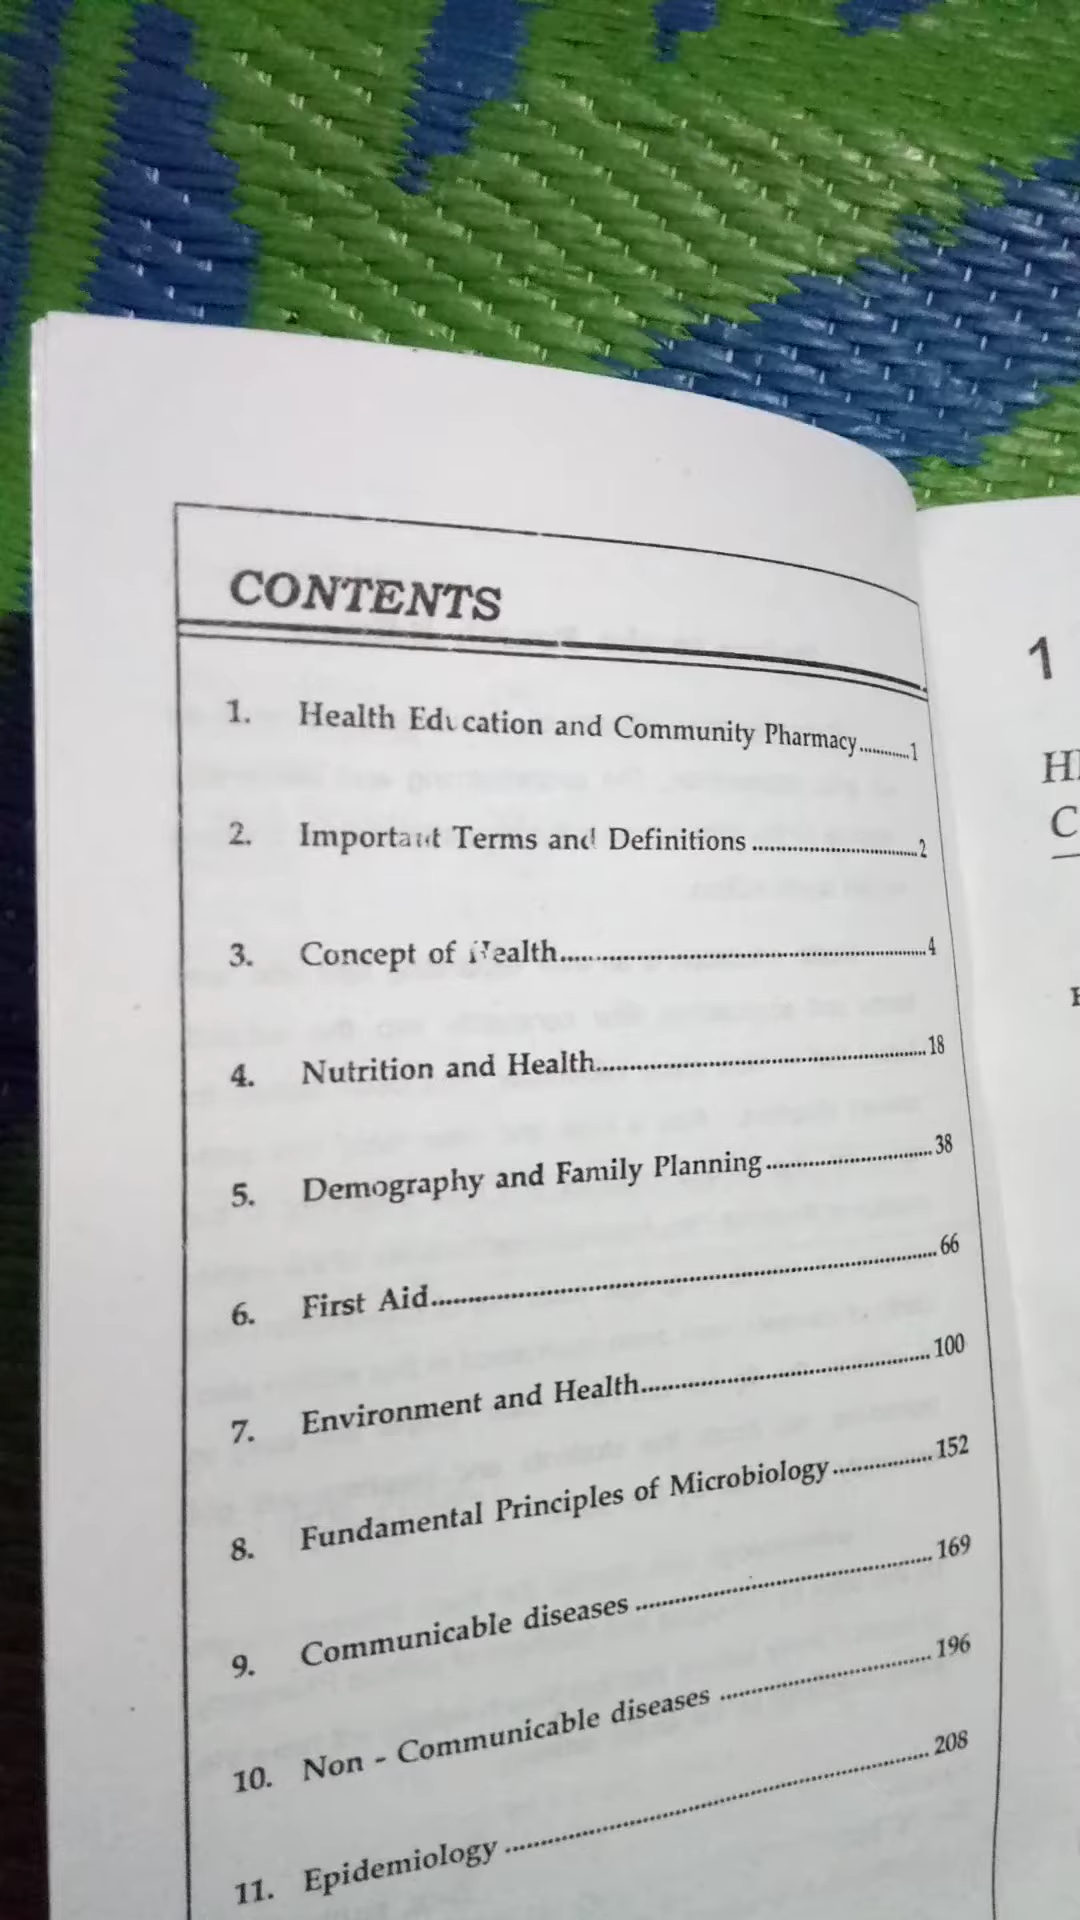 CONTENTS
1. Health Education and Community Pharmacy............1
2. Important Terms and Definitions..................................2
3. Concept of Health..........................................................4
4. Nutrition and Health......................................................18
5. Demography and Family Planning................................38
6. First Aid.........................................................................66
7. Environment and Health................................................100
8. Fundamental Principles of Microbiology................152
9. Communicable diseases................................................169
10. Non - Communicable diseases....................................196
11. Epidemiology..............................................................208
1